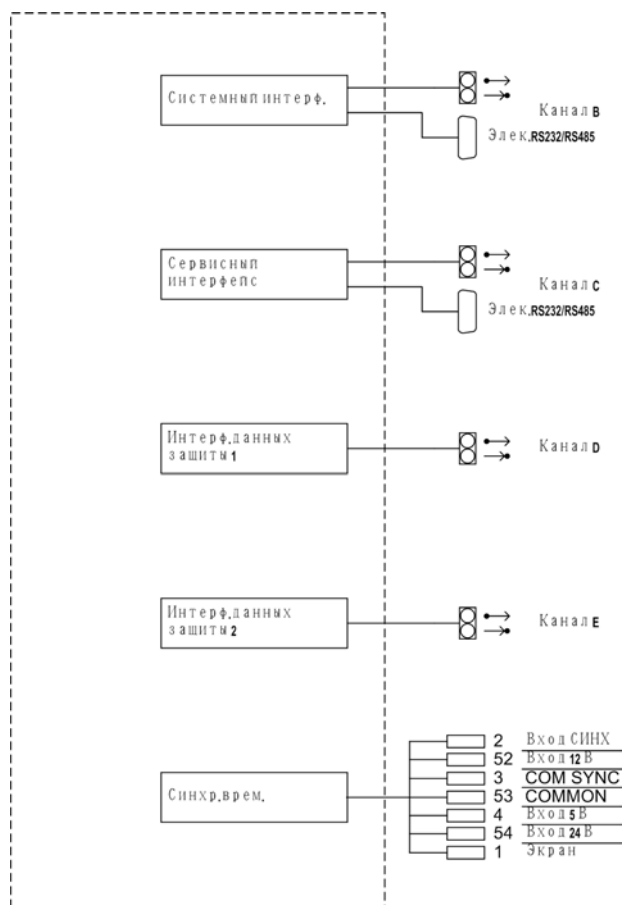 Системный интерф.
Канал B
Элек.RS232/RS485
Сервисный
интерфейс
Канал C
Элек.RS232/RS485
Интерф.данных
защиты 1
Канал D
Интерф.данных
защиты 2
Канал E
Синхр.врем.
2 Вход СИНХ
52 Вход 12 В
3 COM SYNC
53 COMMON
4 Вход 5 В
54 Вход 24 В
1 Экран